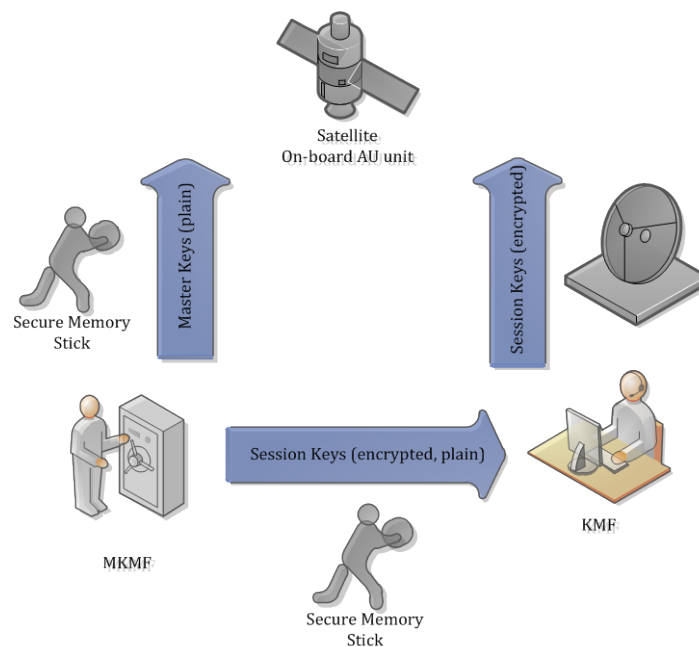 Satellite
On-board AU unit
Master Keys (plain)
Session Keys (encrypted)
Secure Memory
Stick
Session Keys (encrypted, plain)
MKMF
KMF
Secure Memory
Stick